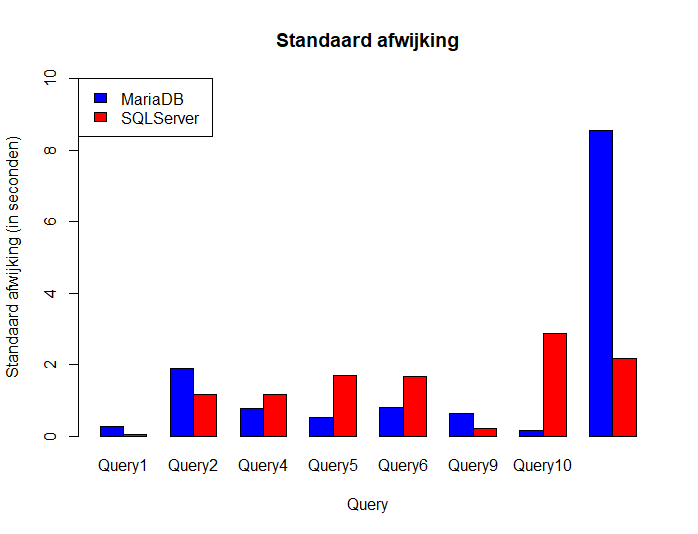 Standaard afwijking
Standaard afwijking (in seconden)
10
8
6
4
2
0
MariaDB
SQLServer
Query1 Query2 Query4 Query5 Query6 Query9 Query10
Query